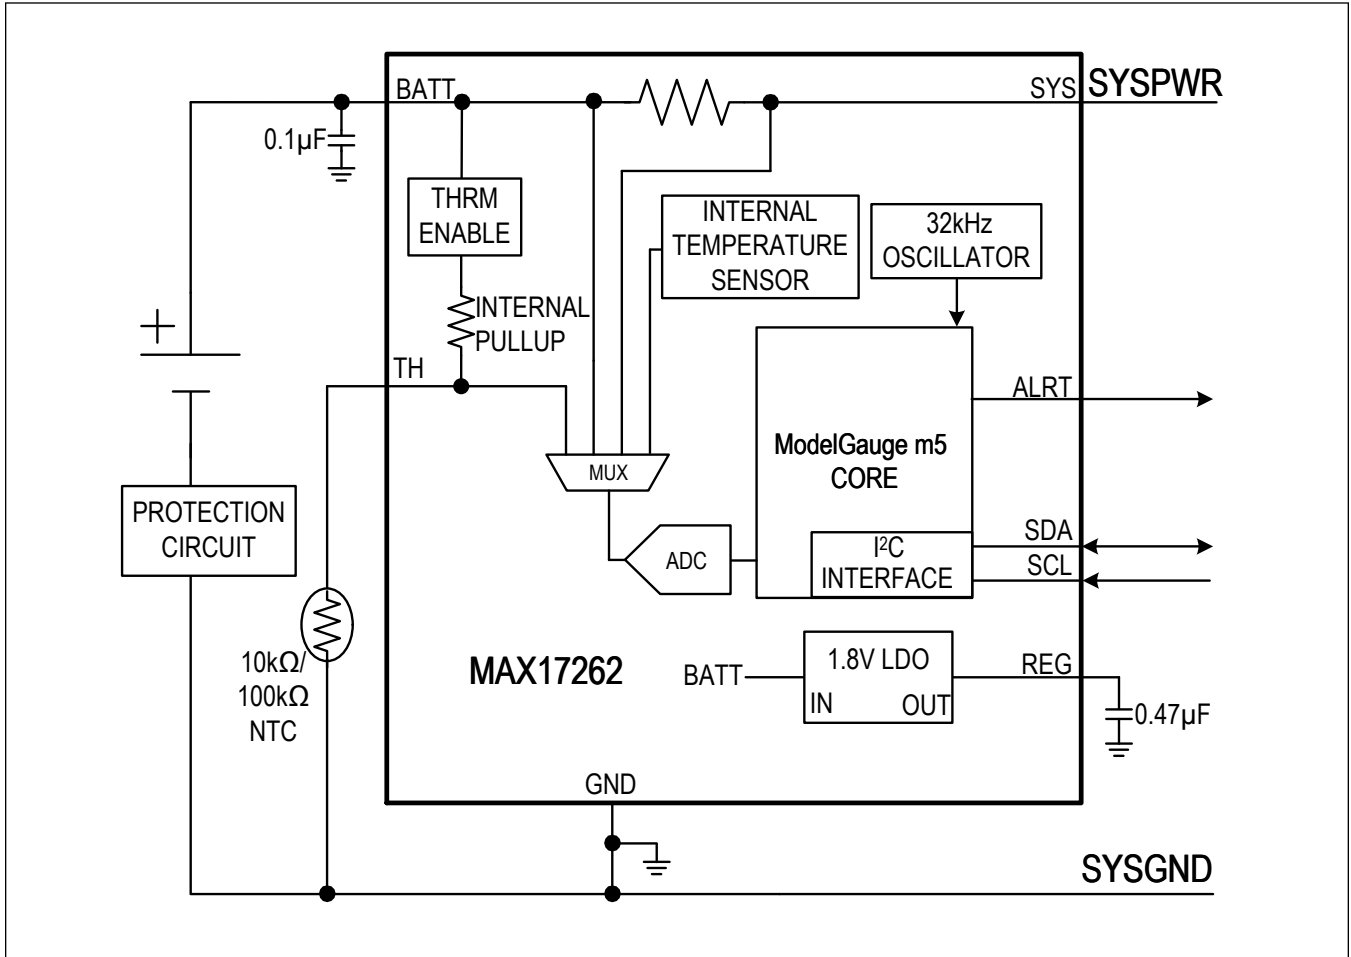 BATT
SYS
SYSPWR
0.1µF
THRM
ENABLE
INTERNAL
TEMPERATURE
SENSOR
32kHz
OSCILLATOR
+
INTERNAL
PULLUP
TH
ALRT
ModelGauge m5
CORE
MUX
PROTECTION
CIRCUIT
ADC
I²C
INTERFACE
SDA
SCL
10kΩ/
100kΩ
NTC
MAX17262
BATT
1.8V LDO
IN
OUT
REG
0.47µF
GND
SYSGND